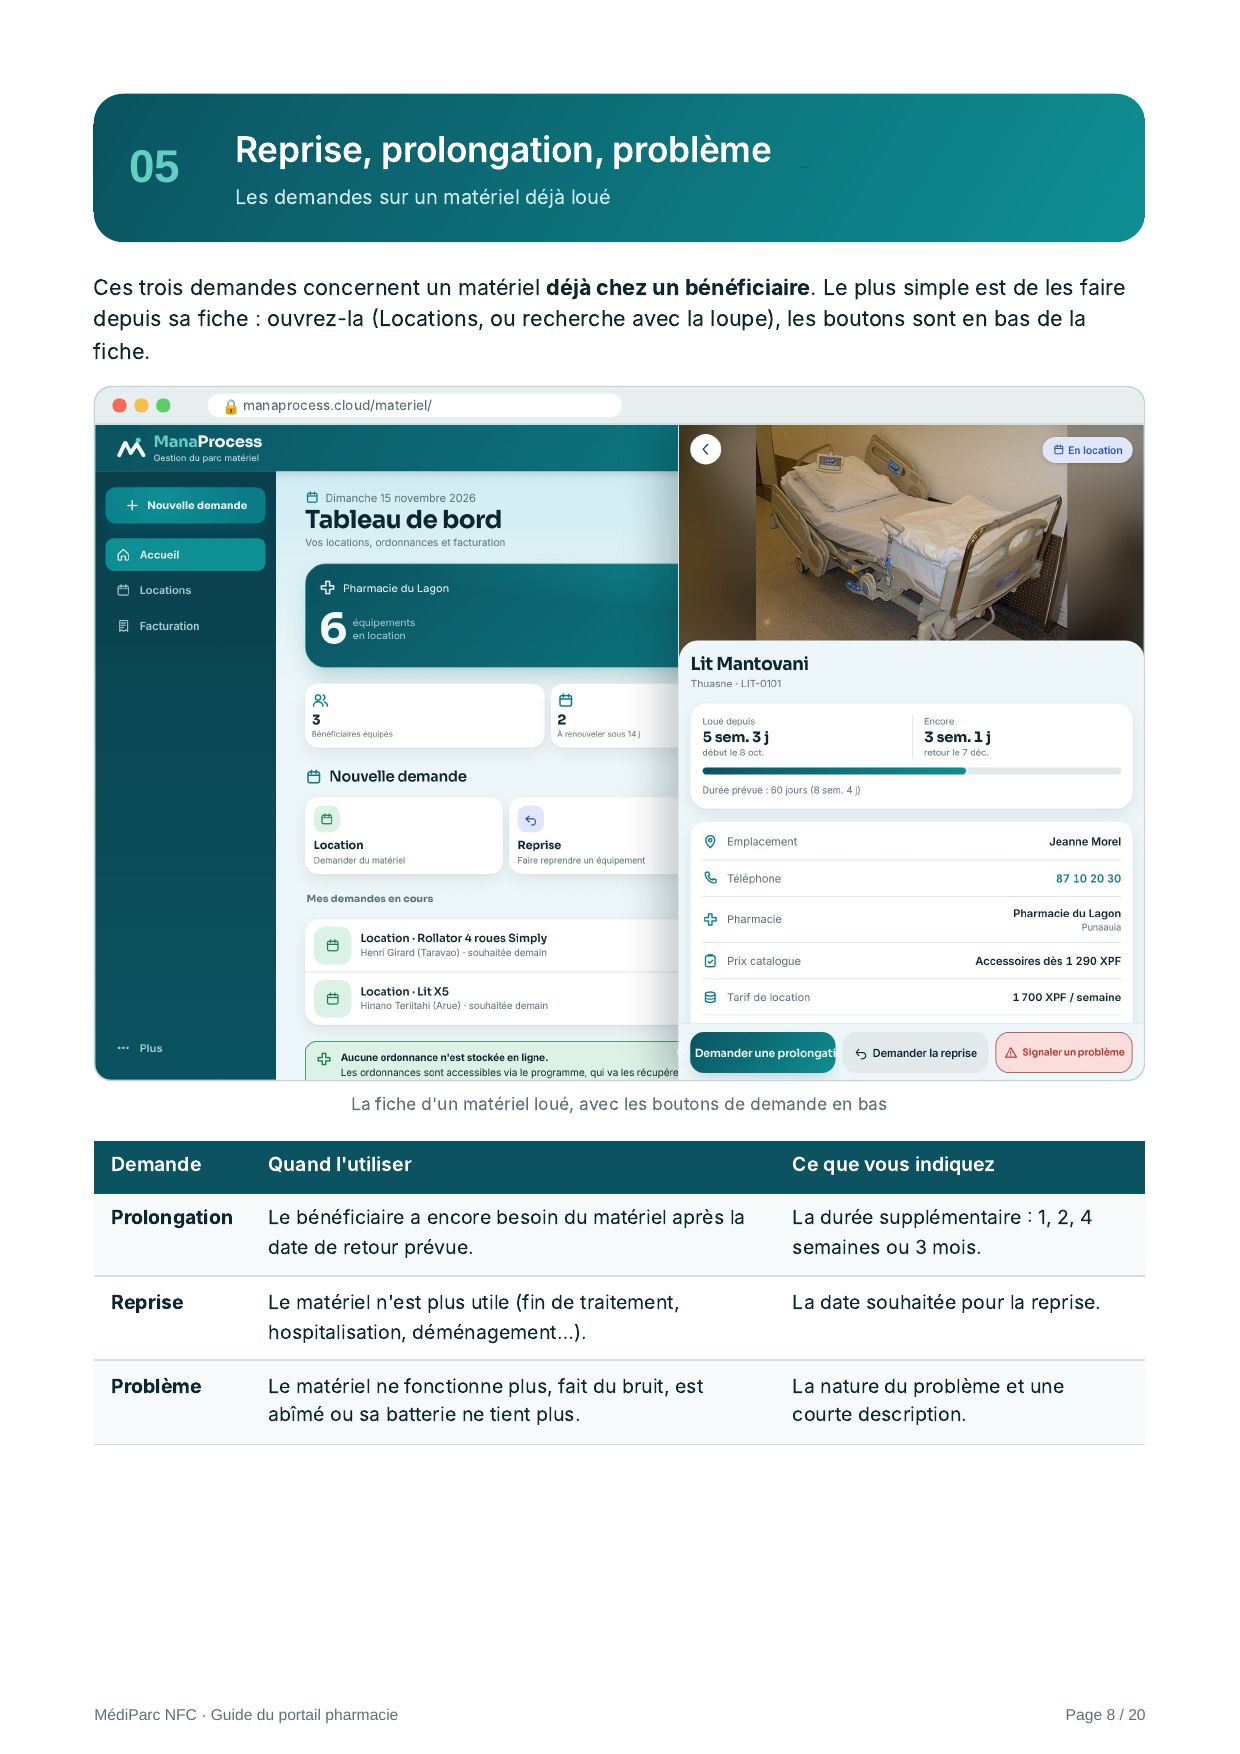 05
Reprise, prolongation, problème
Les demandes sur un matériel déjà loué
Ces trois demandes concernent un matériel déjà chez un bénéficiaire. Le plus simple est de les faire
depuis sa fiche : ouvrez-la (Locations, ou recherche avec la loupe), les boutons sont en bas de la
fiche.
manaprocess.cloud/materiel/
ManaProcess
Gestion du parc matériel
Nouvelle demande
Accueil
Locations
Facturation
Plus
Dimanche 15 novembre 2026
Tableau de bord
Vos locations, ordonnances et facturation
Pharmacie du Lagon
6 équipements
en location
3
Bénéficiaires équipés
2
À renouveler sous 14 j
Nouvelle demande
Location
Demander du matériel
Reprise
Faire reprendre un équipement
Mes demandes en cours
Location · Rollator 4 roues Simply
Henri Girard (Taravao) · souhaitée demain
Location · Lit X5
Hinano Teriitahi (Arue) · souhaitée demain
Aucune ordonnance n'est stockée en ligne.
Les ordonnances sont accessibles via le programme, qui va les récupére
En location
Lit Mantovani
Thuasne · LIT-0101
Loué depuis
5 sem. 3 j
début le 8 oct.
Encore
3 sem. 1 j
retour le 7 déc.
Durée prévue : 60 jours (8 sem. 4 j)
Emplacement Jeanne Morel
Téléphone 87 10 20 30
Pharmacie Pharmacie du Lagon
Punaauia
Prix catalogue Accessoires dès 1 290 XPF
Tarif de location 1 700 XPF / semaine
Demander une prolongati
Demander la reprise
Signaler un problème
La fiche d'un matériel loué, avec les boutons de demande en bas
Demande Quand l'utiliser Ce que vous indiquez
Prolongation Le bénéficiaire a encore besoin du matériel après la La durée supplémentaire : 1, 2, 4
date de retour prévue. semaines ou 3 mois.
Reprise Le matériel n'est plus utile (fin de traitement, La date souhaitée pour la reprise.
hospitalisation, déménagement...).
Problème Le matériel ne fonctionne plus, fait du bruit, est La nature du problème et une
abîmé ou sa batterie ne tient plus. courte description.
MédiParc NFC · Guide du portail pharmacie Page 8 / 20